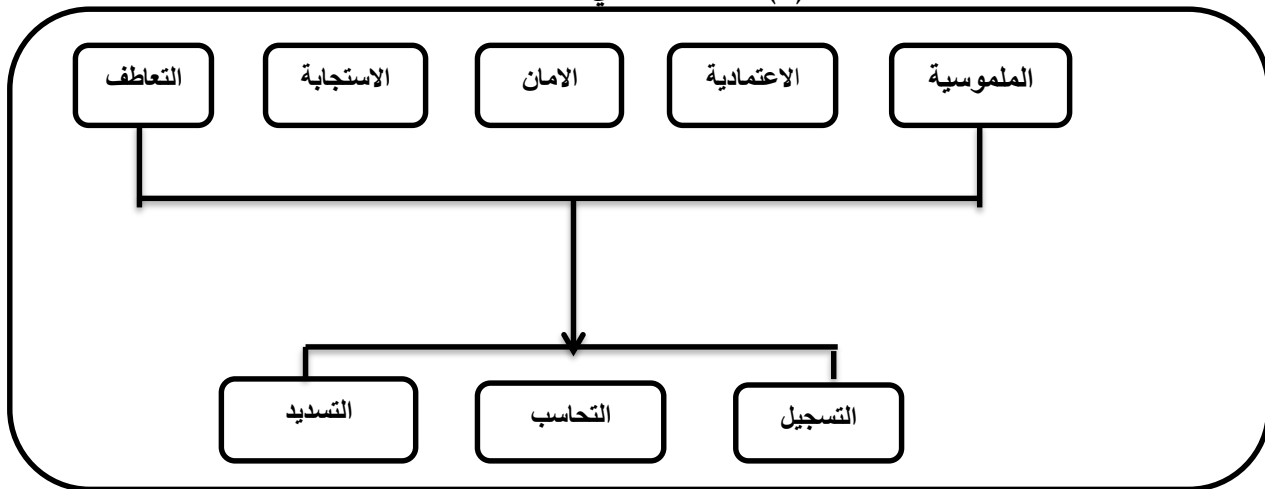 الملموسية
الاعتمادية
الامان
الاستجابة
التعاطف
التسجيل
التحاسب
التسديد